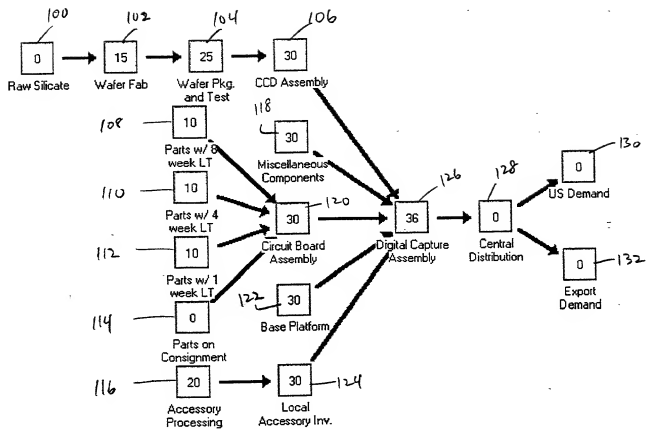 100
102
104
106
0
15
25
30
Raw Silicate
Wafer Fab
Wafer Pkg.
and Test
CCD Assembly
108
10
Parts w/ 8
week LT
118
30
Miscellaneous
Components
110
10
Parts w/ 4
week LT
120
30
Circuit Board
Assembly
126
36
Digital Capture
Assembly
128
0
Central
Distribution
130
0
US Demand
112
10
Parts w/ 1
week LT
132
0
Export
Demand
122
30
Base Platform
114
0
Parts on
Consignment
116
20
Accessory
Processing
124
30
Local
Accessory Inv.